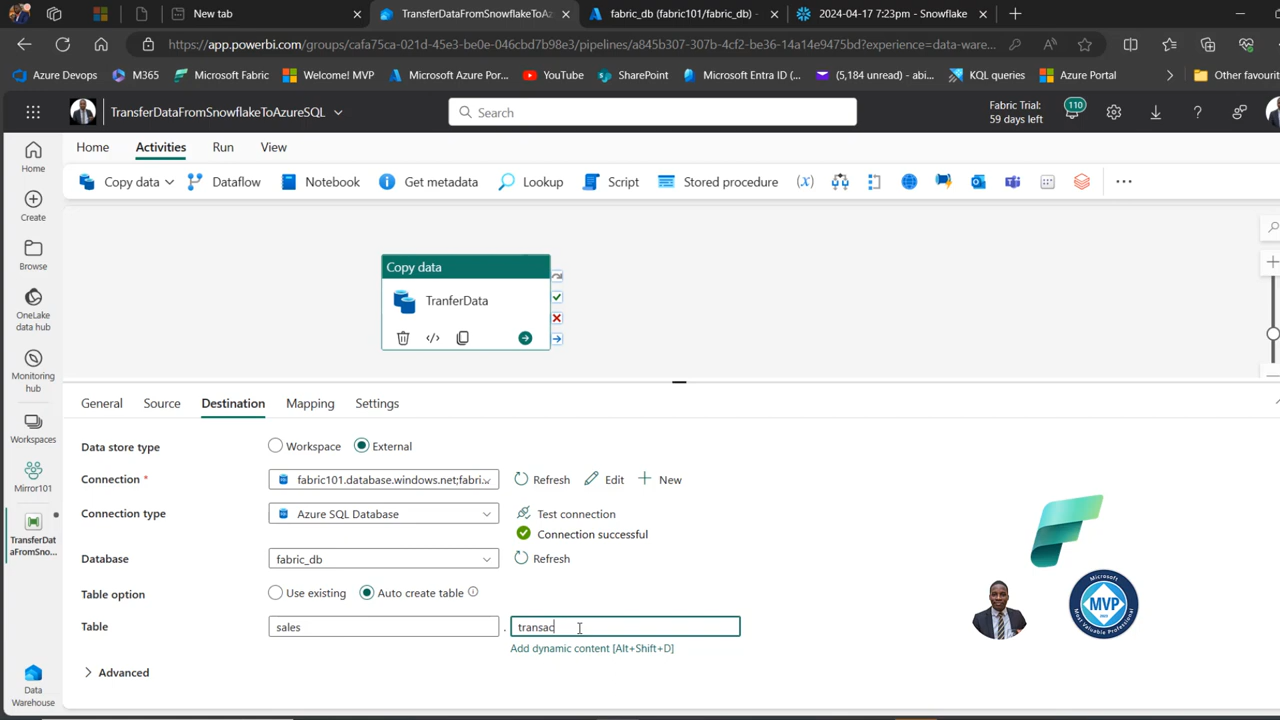 New tab
TransferDataFromSnowflakeToAz
fabric_db (fabric101/fabric_db) -
2024-04-17 7:23pm - Snowflake
https://app.powerbi.com/groups/cafa75ca-021d-45e3-be0e-046cbd7b98e3/pipelines/a845b307-307b-4cf2-be36-14a14e9475bd?experience=data-ware...
Azure Devops
M365
Microsoft Fabric
Welcome! MVP
Microsoft Azure Por...
YouTube
SharePoint
Microsoft Entra ID (...
(5,184 unread) - abi...
KQL queries
Azure Portal
Other favourit
TransferDataFromSnowflakeToAzureSQL
Search
Fabric Trial:
59 days left
110
Home
Activities
Run
View
Copy data
Dataflow
Notebook
Get metadata
Lookup
Script
Stored procedure
(x)
Home
Create
Browse
OneLake
data hub
Monitoring
hub
Workspaces
Mirror101
TransferDat
aFromSno...
Data
Warehouse
Copy data
TranferData
General
Source
Destination
Mapping
Settings
Data store type
Workspace
External
Connection *
fabric101.database.windows.net;fabri...
Refresh
Edit
New
Connection type
Azure SQL Database
Test connection
Connection successful
Database
fabric_db
Refresh
Table option
Use existing
Auto create table
Table
sales
.
transac
Add dynamic content [Alt+Shift+D]
Advanced
Microsoft
MVP
Most Valuable Professional